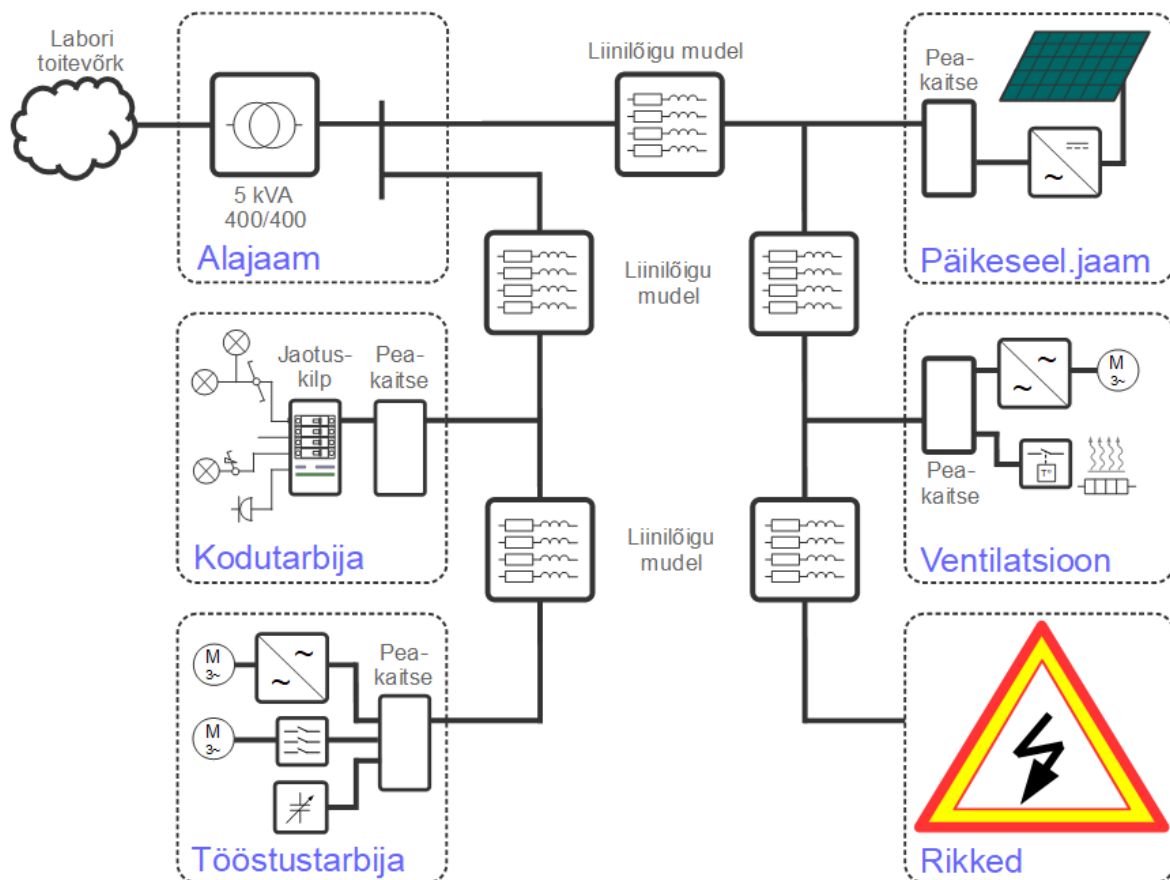 Labori
toitevõrk
5 kVA
400/400
Alajaam
Liinilõigu mudel
Pea-
kaitse
Päikeseel.jaam
Liinilõigu
mudel
Jaotus-
kilp
Pea-
kaitse
Kodutarbija
M
3~
T°
Pea-
kaitse
Ventilatsioon
Liinilõigu
mudel
M
3~
M
3~
Pea-
kaitse
Tööstustarbija
Rikked